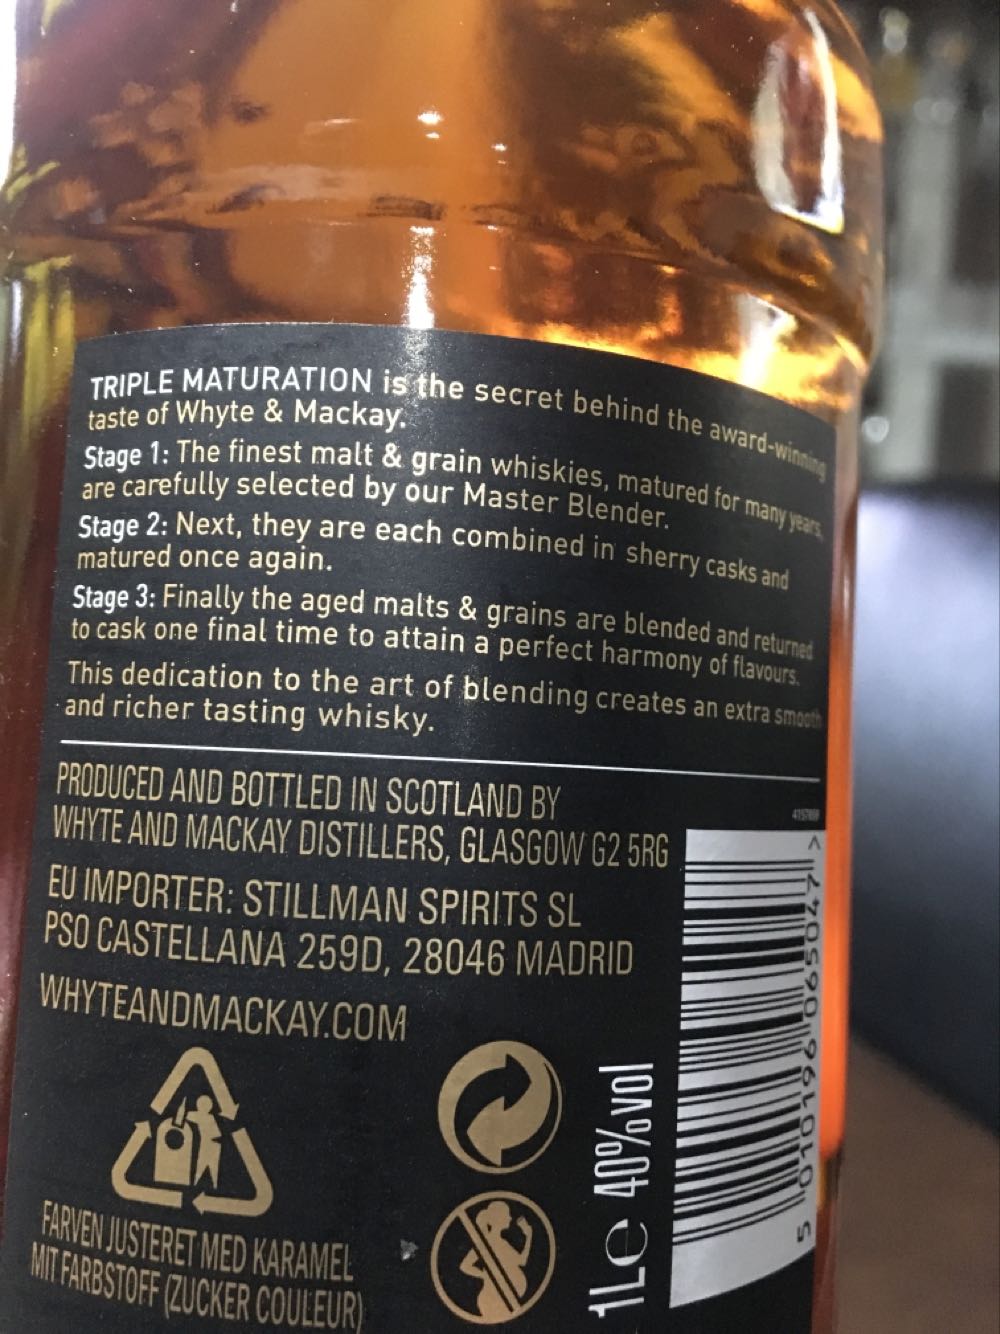 TRIPLE MATURATION is the secret behind the award-winning
taste of Whyte & Mackay.
Stage 1: The finest malt & grain whiskies, matured for many years,
are carefully selected by our Master Blender.
Stage 2: Next, they are each combined in sherry casks and
matured once again.
Stage 3: Finally the aged malts & grains are blended and returned
to cask one final time to attain a perfect harmony of flavours.
This dedication to the art of blending creates an extra smooth
and richer tasting whisky.
PRODUCED AND BOTTLED IN SCOTLAND BY
WHYTE AND MACKAY DISTILLERS, GLASGOW G2 5RG
EU IMPORTER: STILLMAN SPIRITS SL
PSO CASTELLANA 259D, 28046 MADRID
WHYTEANDMACKAY.COM
FARVEN JUSTERET MED KARAMEL
MIT FARBSTOFF (ZUCKER COULEUR)
1L e 40%vol
5 010196 065047 >